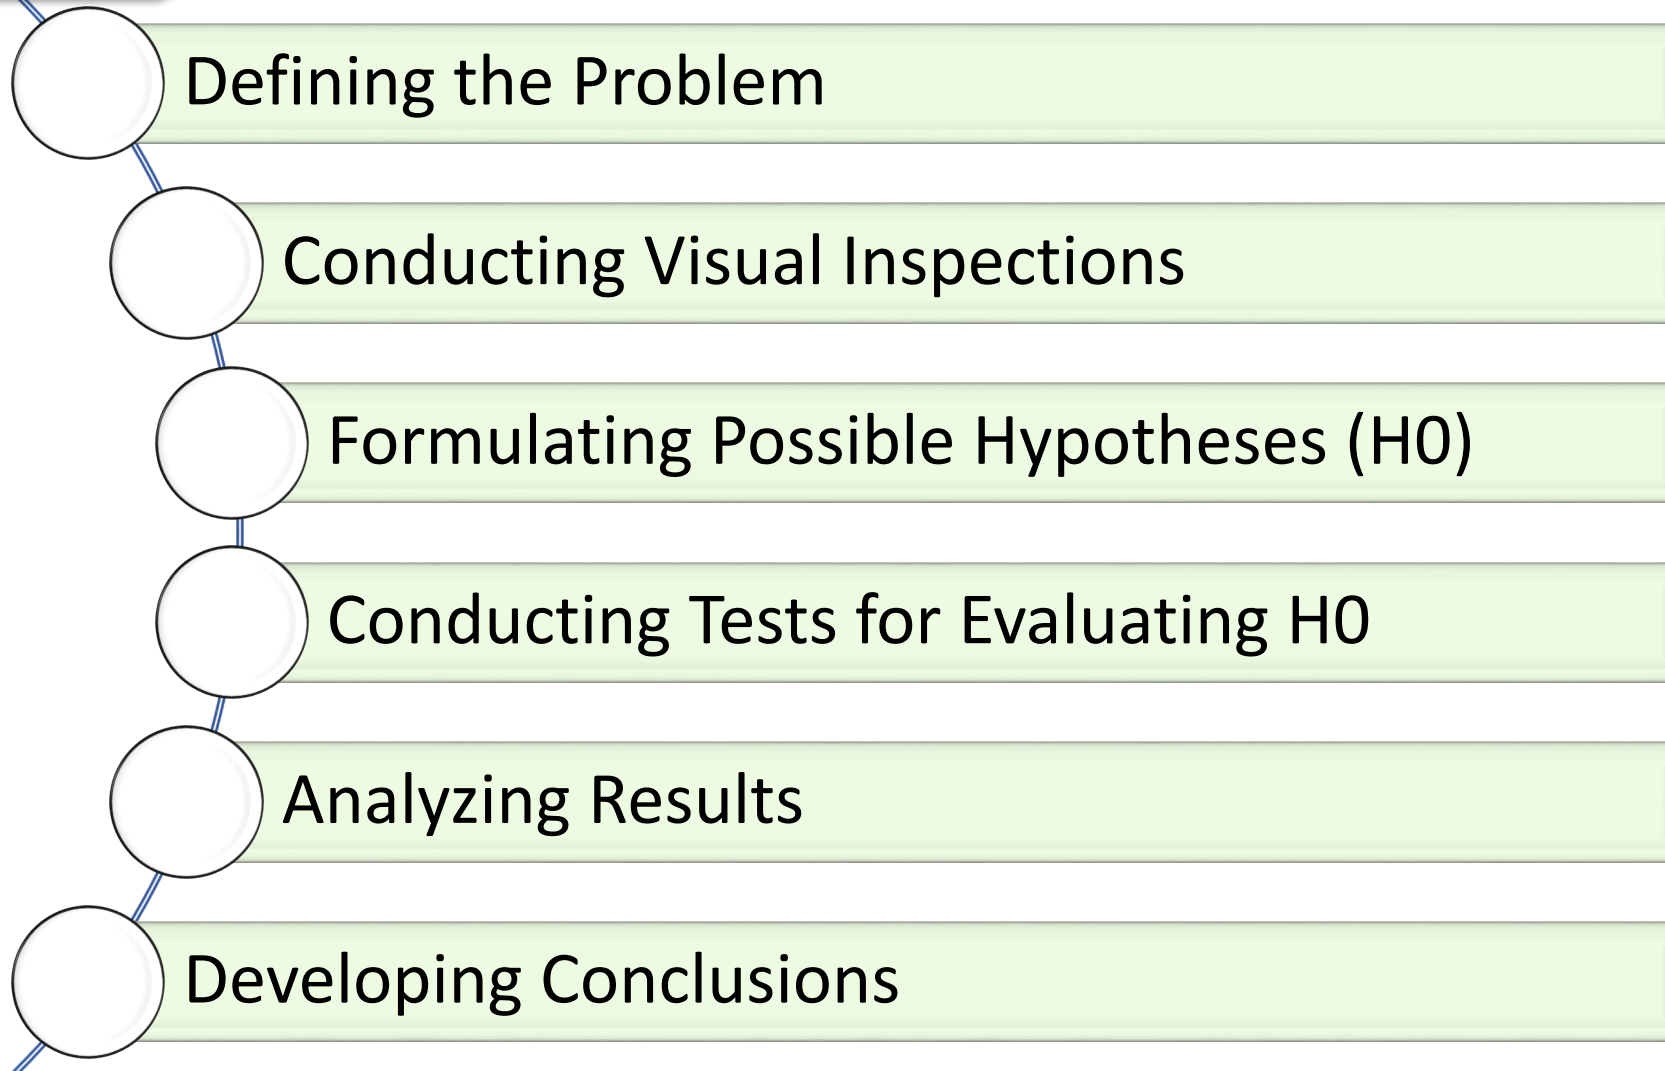 Defining the Problem
Conducting Visual Inspections
Formulating Possible Hypotheses (H0)
Conducting Tests for Evaluating H0
Analyzing Results
Developing Conclusions